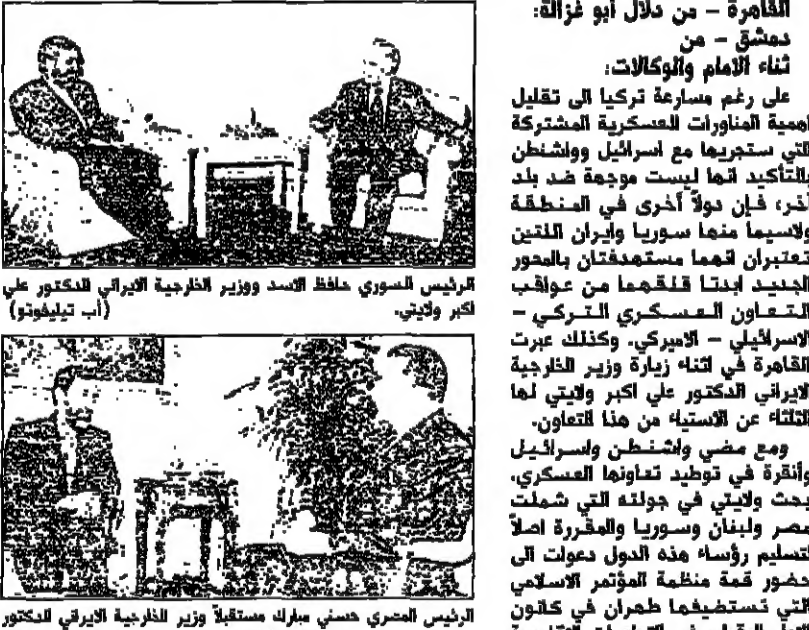 القاهرة – من دلال أبو غزالة:
دمشق – من
ثناء الامام والوكالات:
على رغم مسارعة تركيا الى تقليل
اهمية المناورات العسكرية المشتركة
التي ستجريها مع اسرائيل وواشنطن
بالتأكيد انها ليست موجهة ضد بلد
آخر، فإن دولاً أخرى في المنطقة
ولاسيما منها سوريا وايران اللتين
تعتبران انهما مستهدفتان بالمحور
الجديد ابدتا قلقهما من عواقب
التعاون العسكري التركي –
الاسرائيلي – الاميركي. وكذلك عبرت
القاهرة في اثناء زيارة وزير الخارجية
الايراني الدكتور علي اكبر ولايتي لها
الثلثاء عن الاستياء من هذا التعاون.
ومع مضي واشنطن واسرائيل
وأنقرة في توطيد تعاونها العسكري،
بحث ولايتي في جولته التي شملت
مصر ولبنان وسوريا والمقررة اصلاً
لتسليم رؤساء هذه الدول دعوات الى
حضور قمة منظمة المؤتمر الاسلامي
التي تستضيفها طهران في كانون
الرئيس السوري حافظ الاسد ووزير الخارجية الايراني الدكتور علي
اكبر ولايتي. (أب تيليفوتو)
الرئيس المصري حسني مبارك مستقبلاً وزير الخارجية الايراني الدكتور